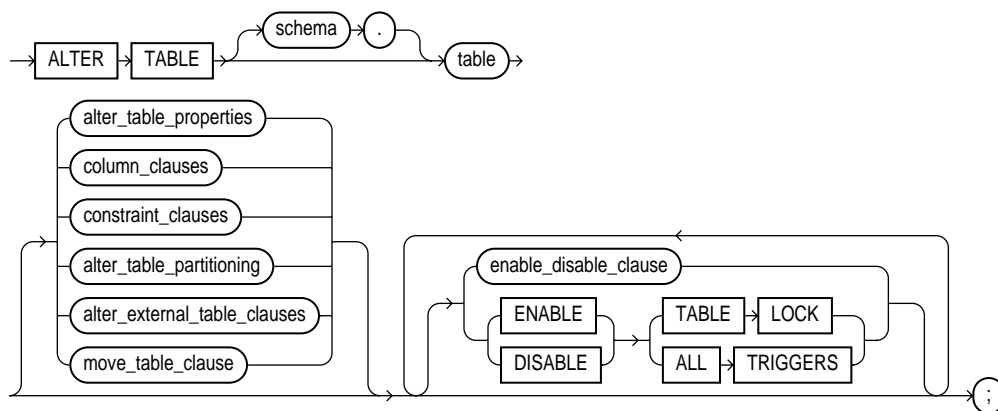 schema .
ALTER TABLE table
alter_table_properties
column_clauses
constraint_clauses
alter_table_partitioning
alter_external_table_clauses
move_table_clause
enable_disable_clause
ENABLE TABLE LOCK
DISABLE ALL TRIGGERS
;